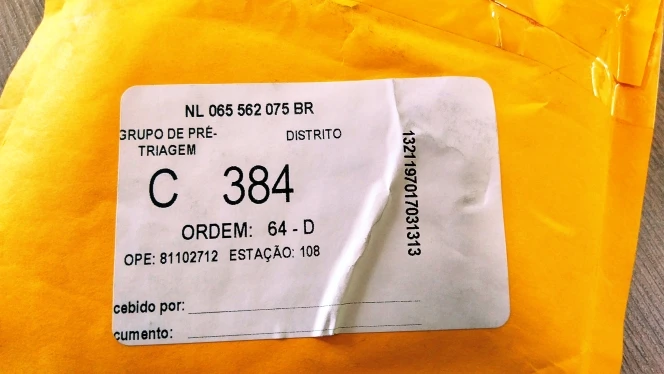 NL 065 562 075 BR
GRUPO DE PRÉ-
TRIAGEM
DISTRITO
C 384
ORDEM: 64 - D
OPE: 81102712 ESTAÇÃO: 108
cebido por:
cumento:
1321197017031313